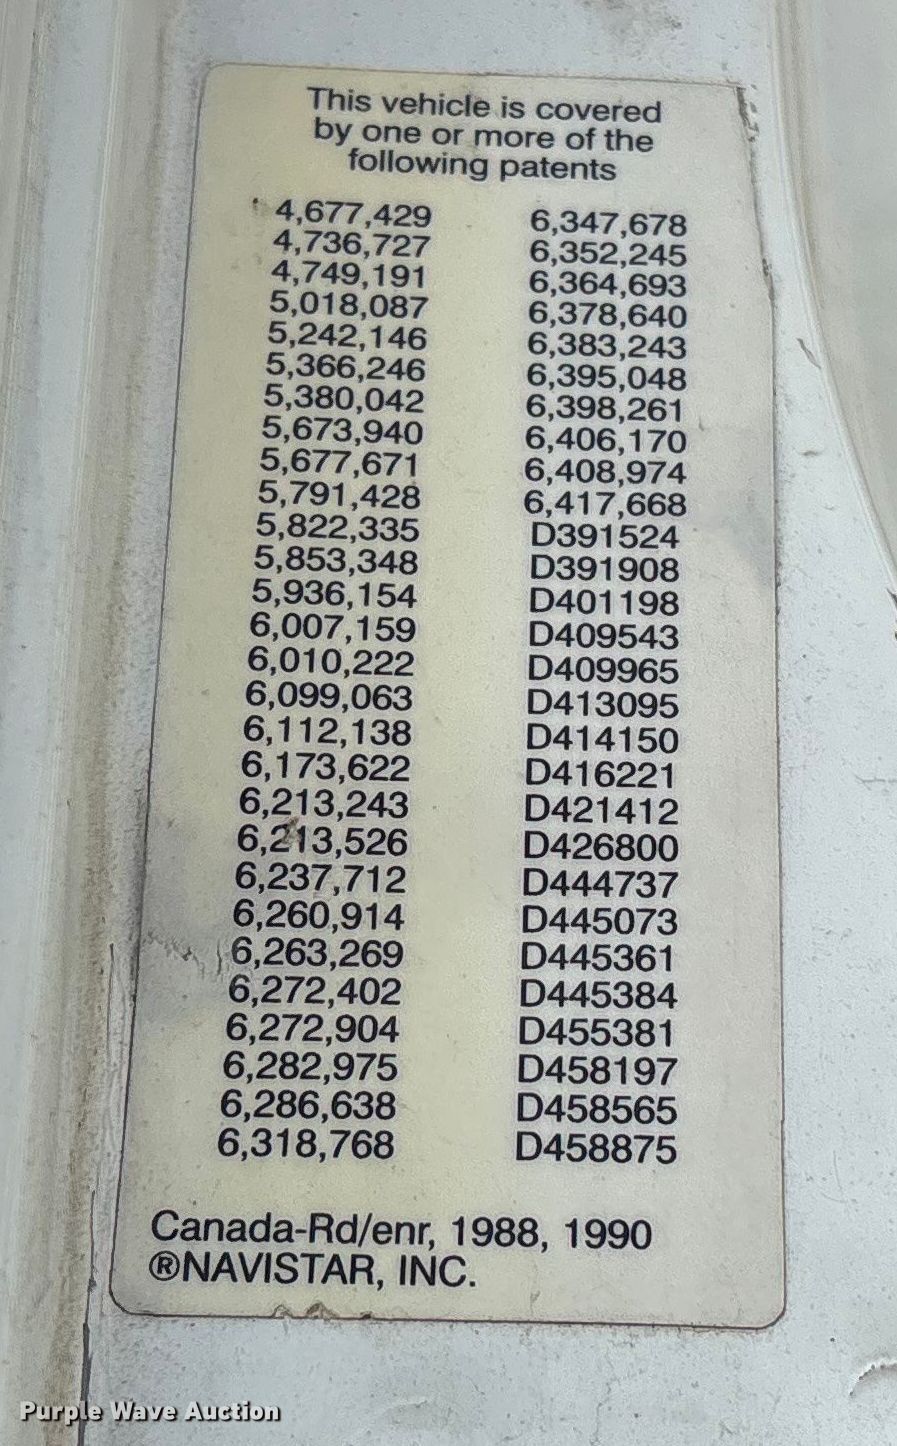 This vehicle is covered
by one or more of the
following patents
4,677,429
4,736,727
4,749,191
5,018,087
5,242,146
5,366,246
5,380,042
5,673,940
5,677,671
5,791,428
5,822,335
5,853,348
5,936,154
6,007,159
6,010,222
6,099,063
6,112,138
6,173,622
6,213,243
6,213,526
6,237,712
6,260,914
6,263,269
6,272,402
6,272,904
6,282,975
6,286,638
6,318,768
6,347,678
6,352,245
6,364,693
6,378,640
6,383,243
6,395,048
6,398,261
6,406,170
6,408,974
6,417,668
D391524
D391908
D401198
D409543
D409965
D413095
D414150
D416221
D421412
D426800
D444737
D445073
D445361
D445384
D455381
D458197
D458565
D458875
Canada-Rd/enr, 1988, 1990
®NAVISTAR, INC.
Purple Wave Auction